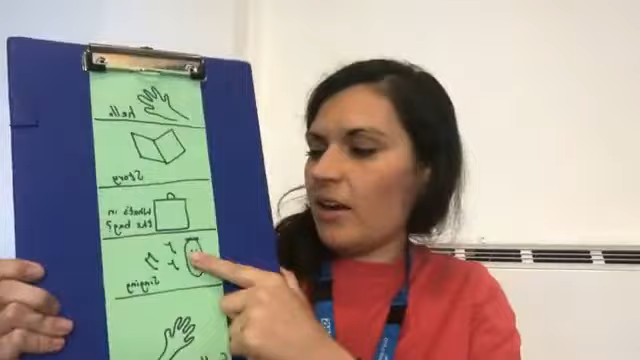 hello
Story
What's in
the bag?
Singing